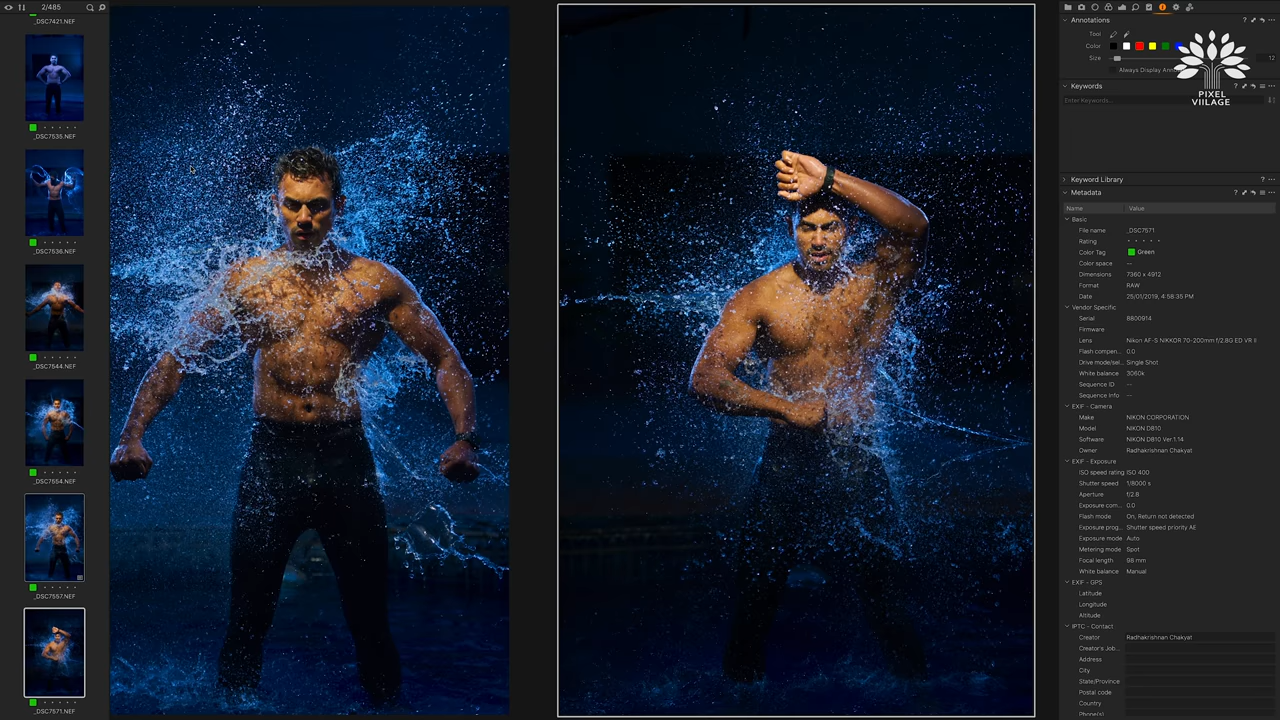 2/485
_DSC7421.NEF
_DSC7535.NEF
_DSC7536.NEF
_DSC7544.NEF
_DSC7554.NEF
_DSC7557.NEF
_DSC7571.NEF
Annotations
Tool
Color
Size
12
Always Display Ann
PIXEL
VIILAGE
Keywords
Enter Keywords...
Keyword Library
Metadata
Name Value
Basic
File name _DSC7571
Rating
Color Tag Green
Color space ---
Dimensions 7360 x 4912
Format RAW
Date 25/01/2019, 4:58:35 PM
Vendor Specific
Serial 8800914
Firmware
Lens Nikon AF-S NIKKOR 70-200mm f/2.8G ED VR II
Flash compen... 0.0
Drive mode/sel... Single Shot
White balance 3060k
Sequence ID ---
Sequence Info ---
EXIF - Camera
Make NIKON CORPORATION
Model NIKON D810
Software NIKON D810 Ver.1.14
Owner Radhakrishnan Chakyat
EXIF - Exposure
ISO speed rating ISO 400
Shutter speed 1/8000 s
Aperture f/2.8
Exposure com... 0.0
Flash mode On, Return not detected
Exposure prog... Shutter speed priority AE
Exposure mode Auto
Metering mode Spot
Focal length 98 mm
White balance Manual
EXIF - GPS
Latitude
Longitude
Altitude
IPTC - Contact
Creator Radhakrishnan Chakyat
Creator's Job...
Address
City
State/Province
Postal code
Country
Phone(s)